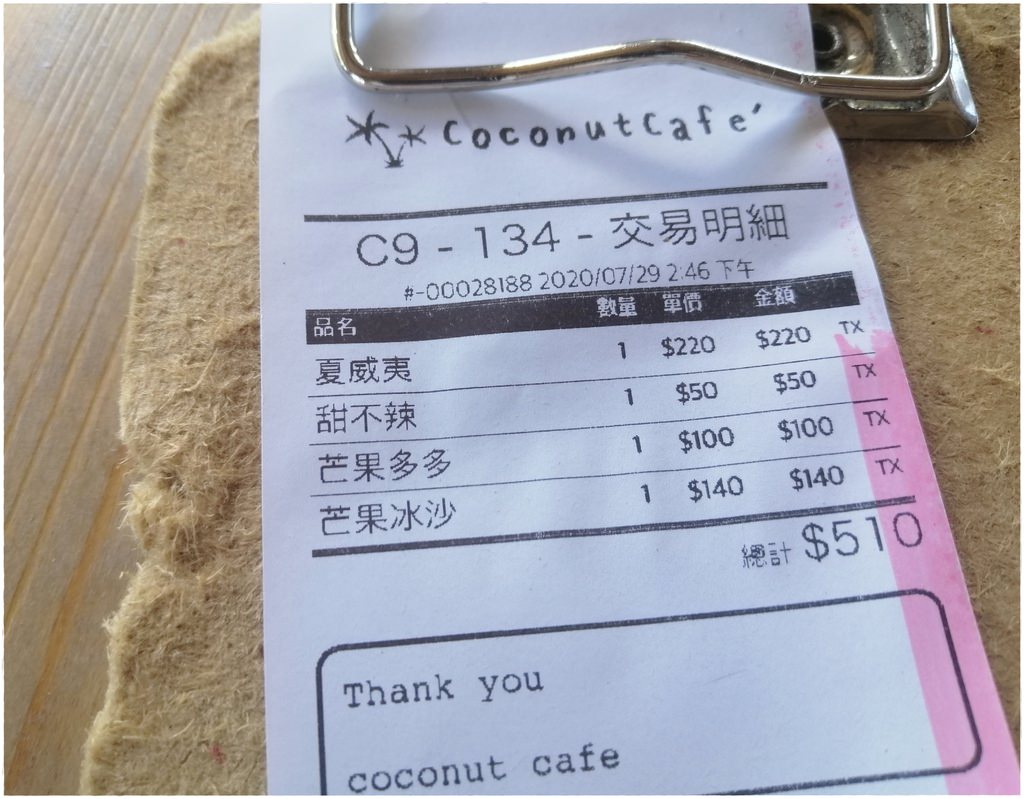 CoconutCafe´
C9 - 134 - 交易明細
#-00028188 2020/07/29 2:46 下午
品名 數量 單價 金額
夏威夷 1 $220 $220 TX
甜不辣 1 $50 $50 TX
芒果多多 1 $100 $100 TX
芒果冰沙 1 $140 $140 TX
總計 $510
Thank you
coconut cafe